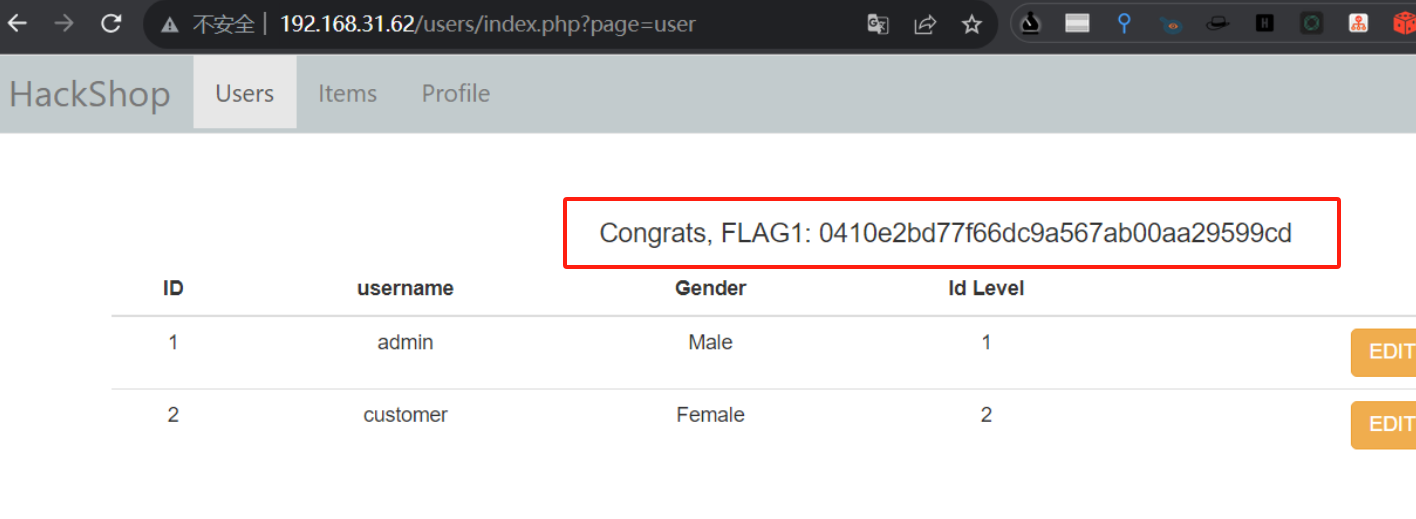 不安全 192.168.31.62/users/index.php?page=user
HackShop Users Items Profile
Congrats, FLAG1: 0410e2bd77f66dc9a567ab00aa29599cd
ID username Gender Id Level
1 admin Male 1 EDIT
2 customer Female 2 EDIT